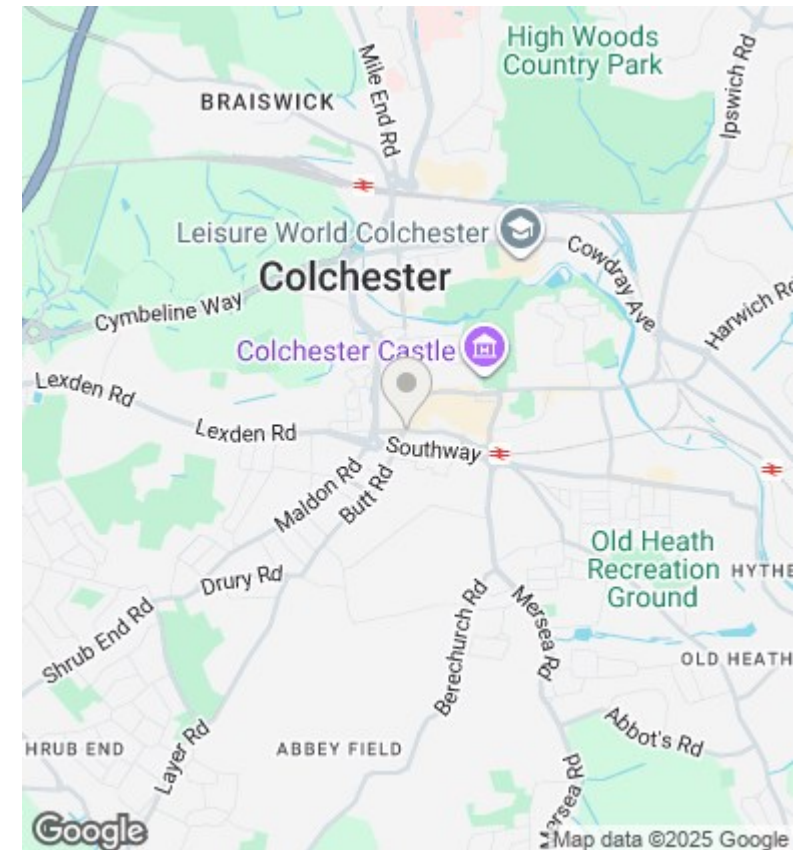 High Woods
Country Park
Mile End Rd
BRAISWICK
Ipswich Rd
Leisure World Colchester
Cowdray Ave
Colchester
Cymbeline Way
Harwich Rd
Colchester Castle
Lexden Rd
Lexden Rd
Southway
Maldon Rd
Butt Rd
Old Heath
Recreation
Ground
HYTHE
Drury Rd
Shrub End Rd
Berechurch Rd
Mersea Rd
OLD HEATH
Layer Rd
Abbot's Rd
HRUB END
ABBEY FIELD
Mersea Rd
Google
Map data ©2025 Google